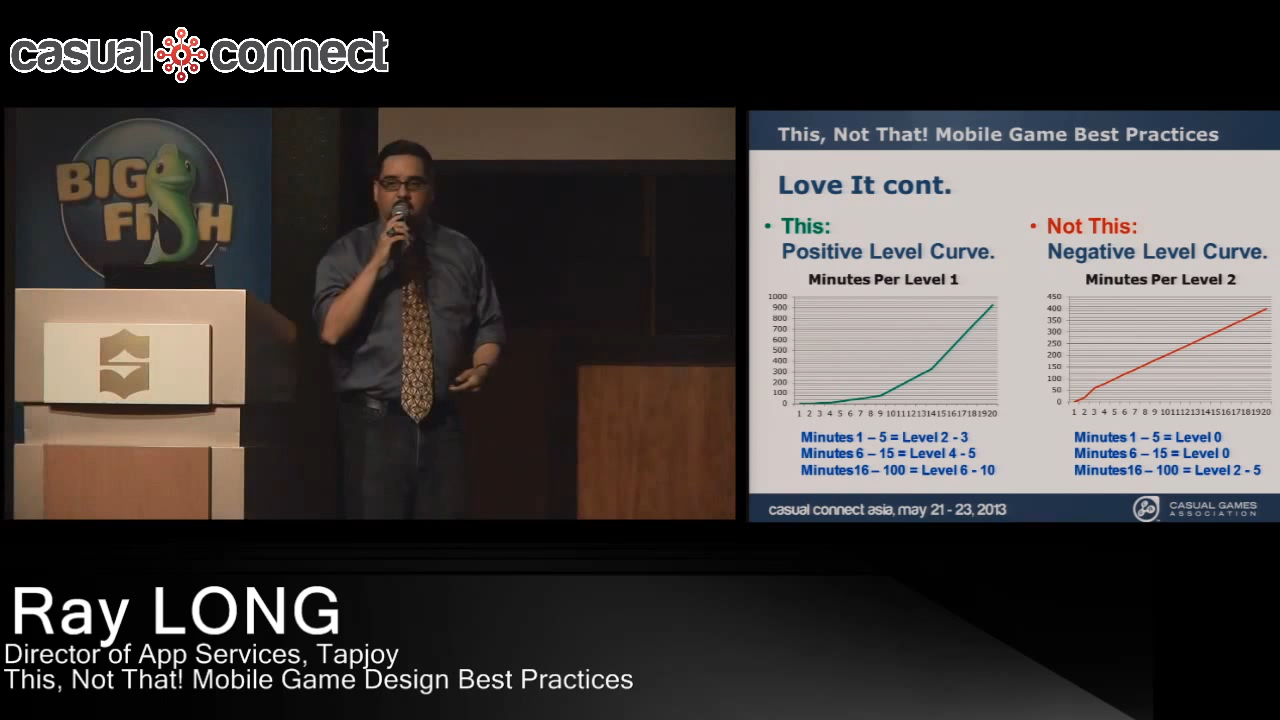 casual connect
BIG
FISH
This, Not That! Mobile Game Best Practices
Love It cont.
• This:
Positive Level Curve.
Minutes Per Level 1
1000
900
800
700
600
500
400
300
200
100
0
1 2 3 4 5 6 7 8 9 1011121314151617181920
Minutes 1 – 5 = Level 2 - 3
Minutes 6 – 15 = Level 4 - 5
Minutes16 – 100 = Level 6 - 10
• Not This:
Negative Level Curve.
Minutes Per Level 2
450
400
350
300
250
200
150
100
50
0
1 2 3 4 5 6 7 8 9 1011121314151617181920
Minutes 1 – 5 = Level 0
Minutes 6 – 15 = Level 0
Minutes16 – 100 = Level 2 - 5
casual connect asia, may 21 - 23, 2013
CASUAL GAMES
ASSOCIATION
Ray LONG
Director of App Services, Tapjoy
This, Not That! Mobile Game Design Best Practices